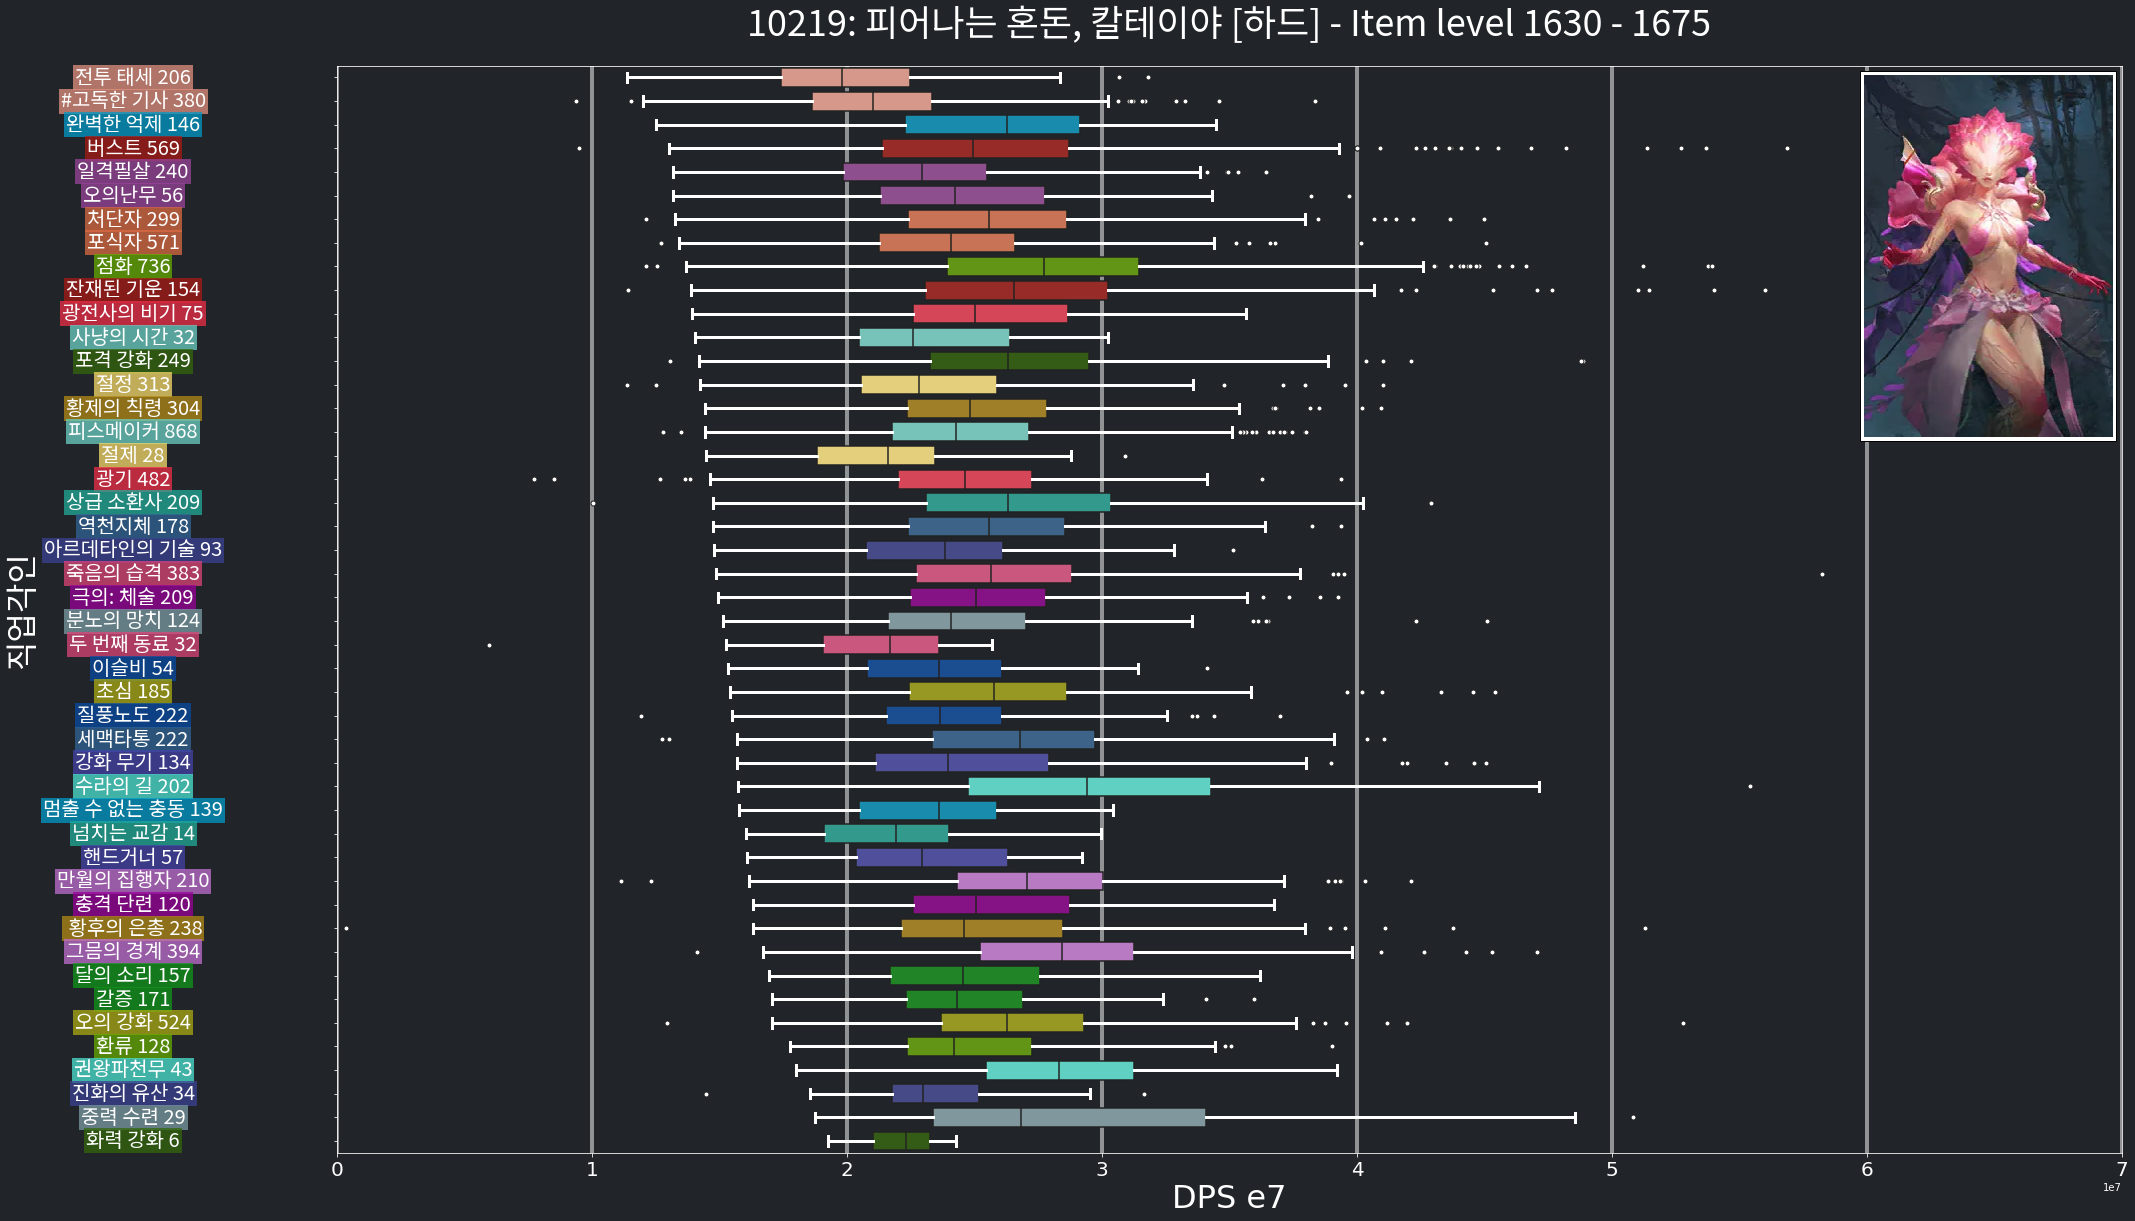 10219: 피어나는 혼돈, 칼테이야 [하드] - Item level 1630 - 1675
전투 태세 206
#고독한 기사 380
완벽한 억제 146
버스트 569
일격필살 240
오의난무 56
처단자 299
포식자 571
점화 736
잔재된 기운 154
광전사의 비기 75
사냥의 시간 32
포격 강화 249
절정 313
황제의 칙령 304
피스메이커 868
절제 28
광기 482
상급 소환사 209
역천지체 178
아르데타인의 기술 93
죽음의 습격 383
극의: 체술 209
분노의 망치 124
두 번째 동료 32
이슬비 54
초심 185
질풍노도 222
세맥타통 222
강화 무기 134
수라의 길 202
멈출 수 없는 충동 139
넘치는 교감 14
핸드거너 57
만월의 집행자 210
충격 단련 120
황후의 은총 238
그믐의 경계 394
달의 소리 157
갈증 171
오의 강화 524
환류 128
권왕파천무 43
진화의 유산 34
중력 수련 29
화력 강화 6
직업각인
0 1 2 3 4 5 6 7
DPS e7
1e7